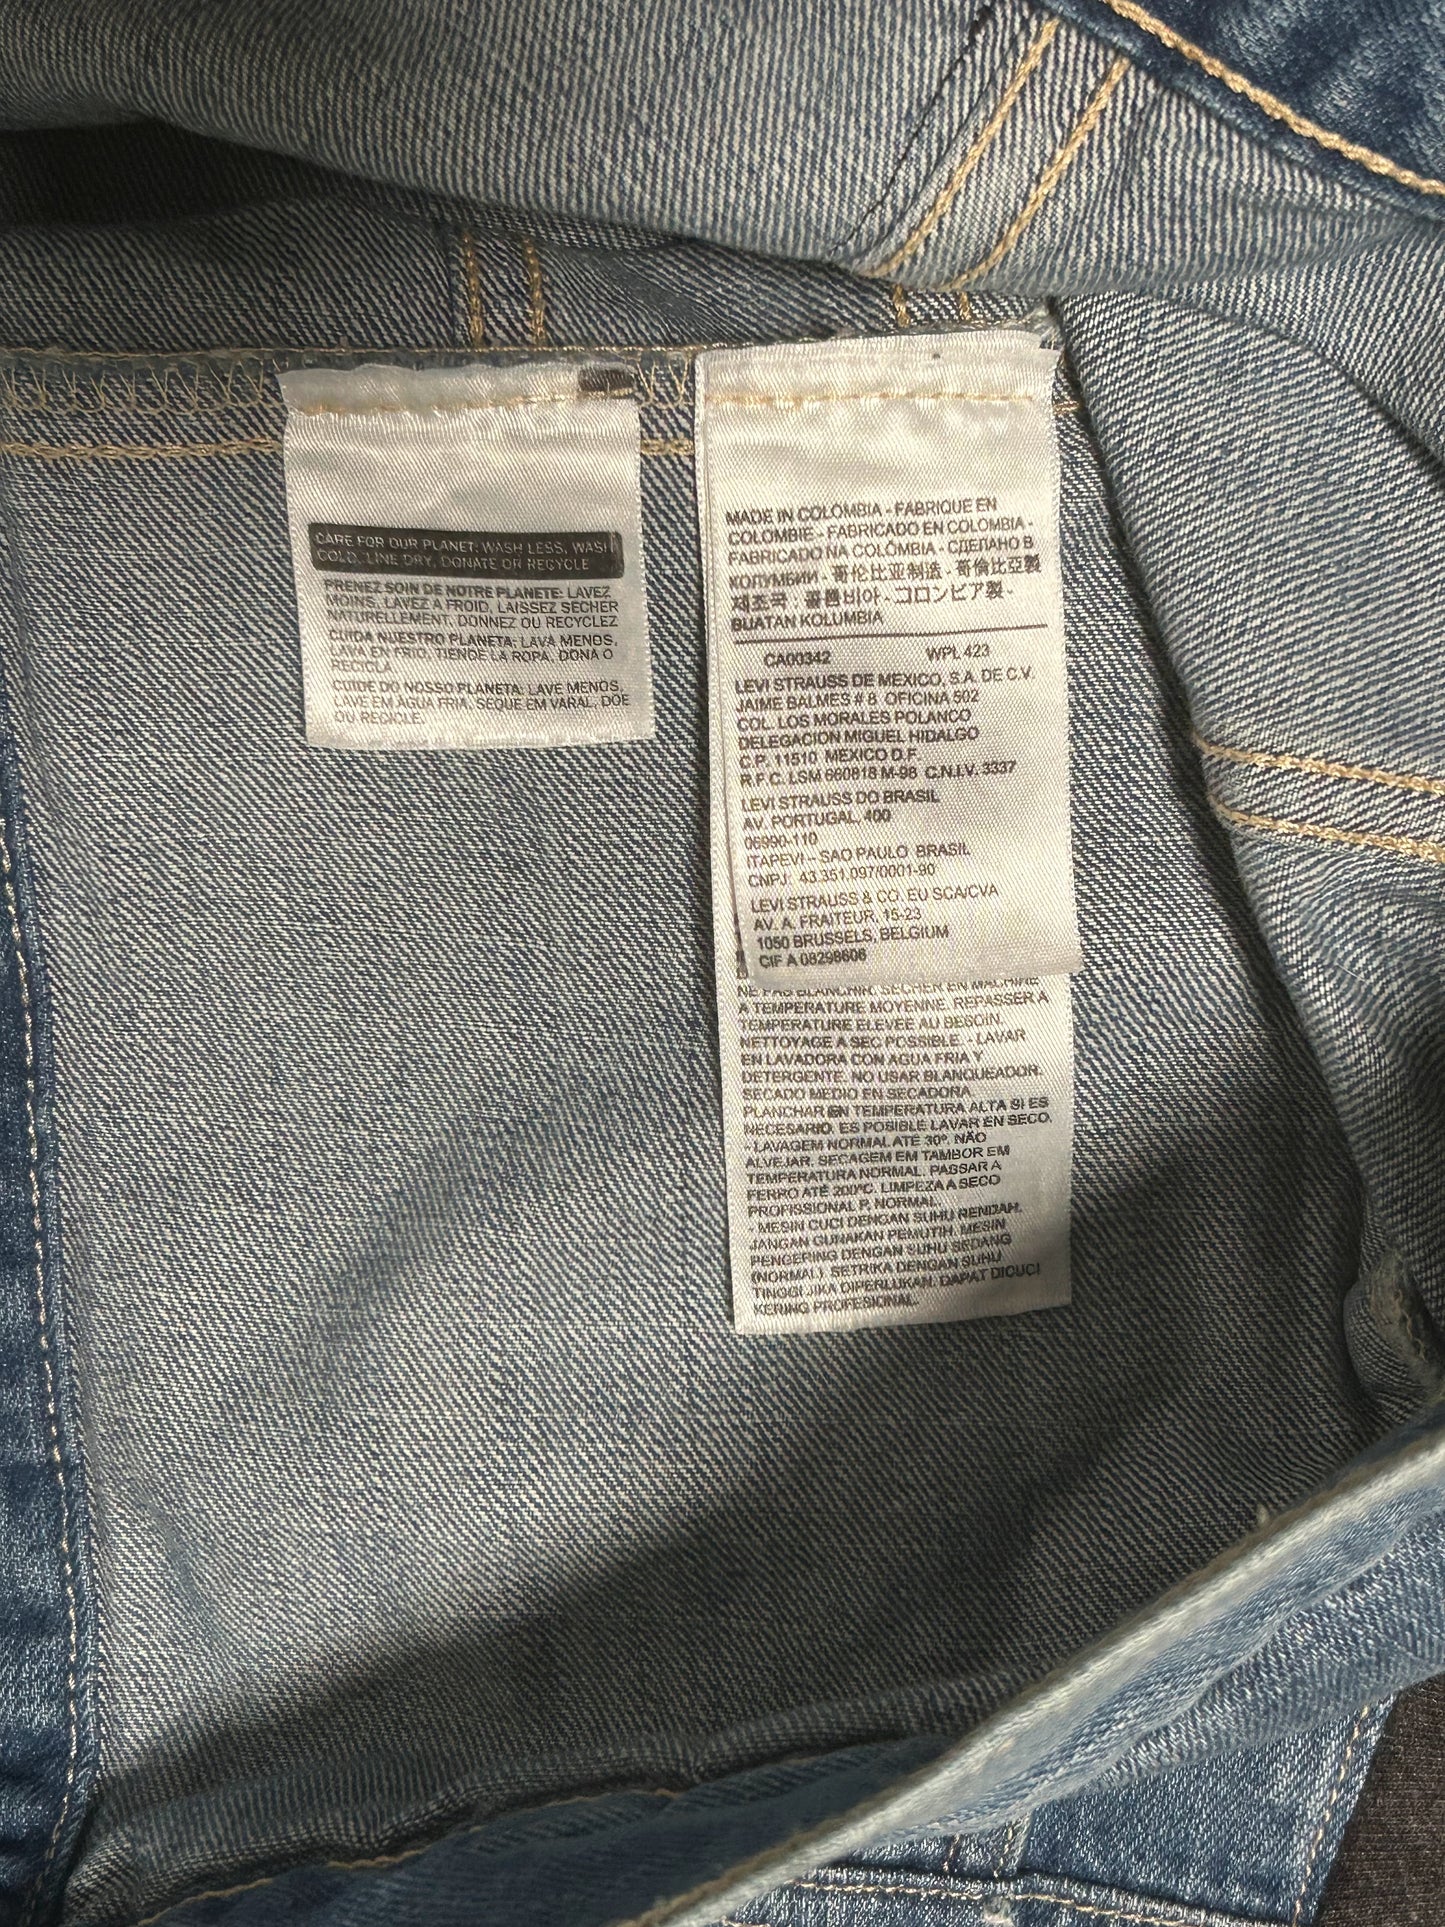 CARE FOR OUR PLANET: WASH LESS, WASH
COLD, LINE DRY, DONATE OR RECYCLE
PRENEZ SOIN DE NOTRE PLANETE: LAVEZ
MOINS, LAVEZ A FROID, LAISSEZ SECHER
NATURELLEMENT, DONNEZ OU RECYCLEZ
CUIDA NUESTRO PLANETA: LAVA MENOS,
LAVA EN FRIO, TIENDE LA ROPA, DONA O
RECICLA
CUIDE DO NOSSO PLANETA: LAVE MENOS,
LAVE EM AGUA FRIA, SEQUE EM VARAL, DOE
OU RECICLE.
MADE IN COLOMBIA - FABRIQUE EN
COLOMBIE - FABRICADO EN COLOMBIA -
FABRICADO NA COLÔMBIA - СДЕЛАНО В
КОЛУМБИИ - 哥伦比亚制造 - 哥倫比亞製
제조국 : 콜롬비아 - コロンビア製 -
BUATAN KOLUMBIA
CA00342 WPL 423
LEVI STRAUSS DE MEXICO, S.A. DE C.V.
JAIME BALMES # 8 OFICINA 502
COL. LOS MORALES POLANCO
DELEGACION MIGUEL HIDALGO
C.P. 11510 MEXICO D.F.
R.F.C. LSM 660818 M-98 C.N.I.V. 3337
LEVI STRAUSS DO BRASIL
AV. PORTUGAL, 400
06990-110
ITAPEVI - SAO PAULO BRASIL
CNPJ: 43.351.097/0001-90
LEVI STRAUSS & CO. EU SCA/CVA
AV. A. FRAITEUR, 15-23
1050 BRUSSELS, BELGIUM
CIF A 08298606
NE PAS BLANCHIR. SECHER EN MACHINE
A TEMPERATURE MOYENNE. REPASSER A
TEMPERATURE ELEVEE AU BESOIN.
NETTOYAGE A SEC POSSIBLE. - LAVAR
EN LAVADORA CON AGUA FRIA Y
DETERGENTE. NO USAR BLANQUEADOR.
SECADO MEDIO EN SECADORA
PLANCHAR EN TEMPERATURA ALTA SI ES
NECESARIO. ES POSIBLE LAVAR EN SECO.
- LAVAGEM NORMAL ATÉ 30º. NÃO
ALVEJAR. SECAGEM EM TAMBOR EM
TEMPERATURA NORMAL. PASSAR A
FERRO ATÉ 200ºC. LIMPEZA A SECO
PROFISSIONAL P, NORMAL.
- MESIN CUCI DENGAN SUHU RENDAH.
JANGAN GUNAKAN PEMUTIH. MESIN
PENGERING DENGAN SUHU SEDANG
(NORMAL). SETRIKA DENGAN SUHU
TINGGI JIKA DIPERLUKAN. DAPAT DICUCI
KERING PROFESIONAL.